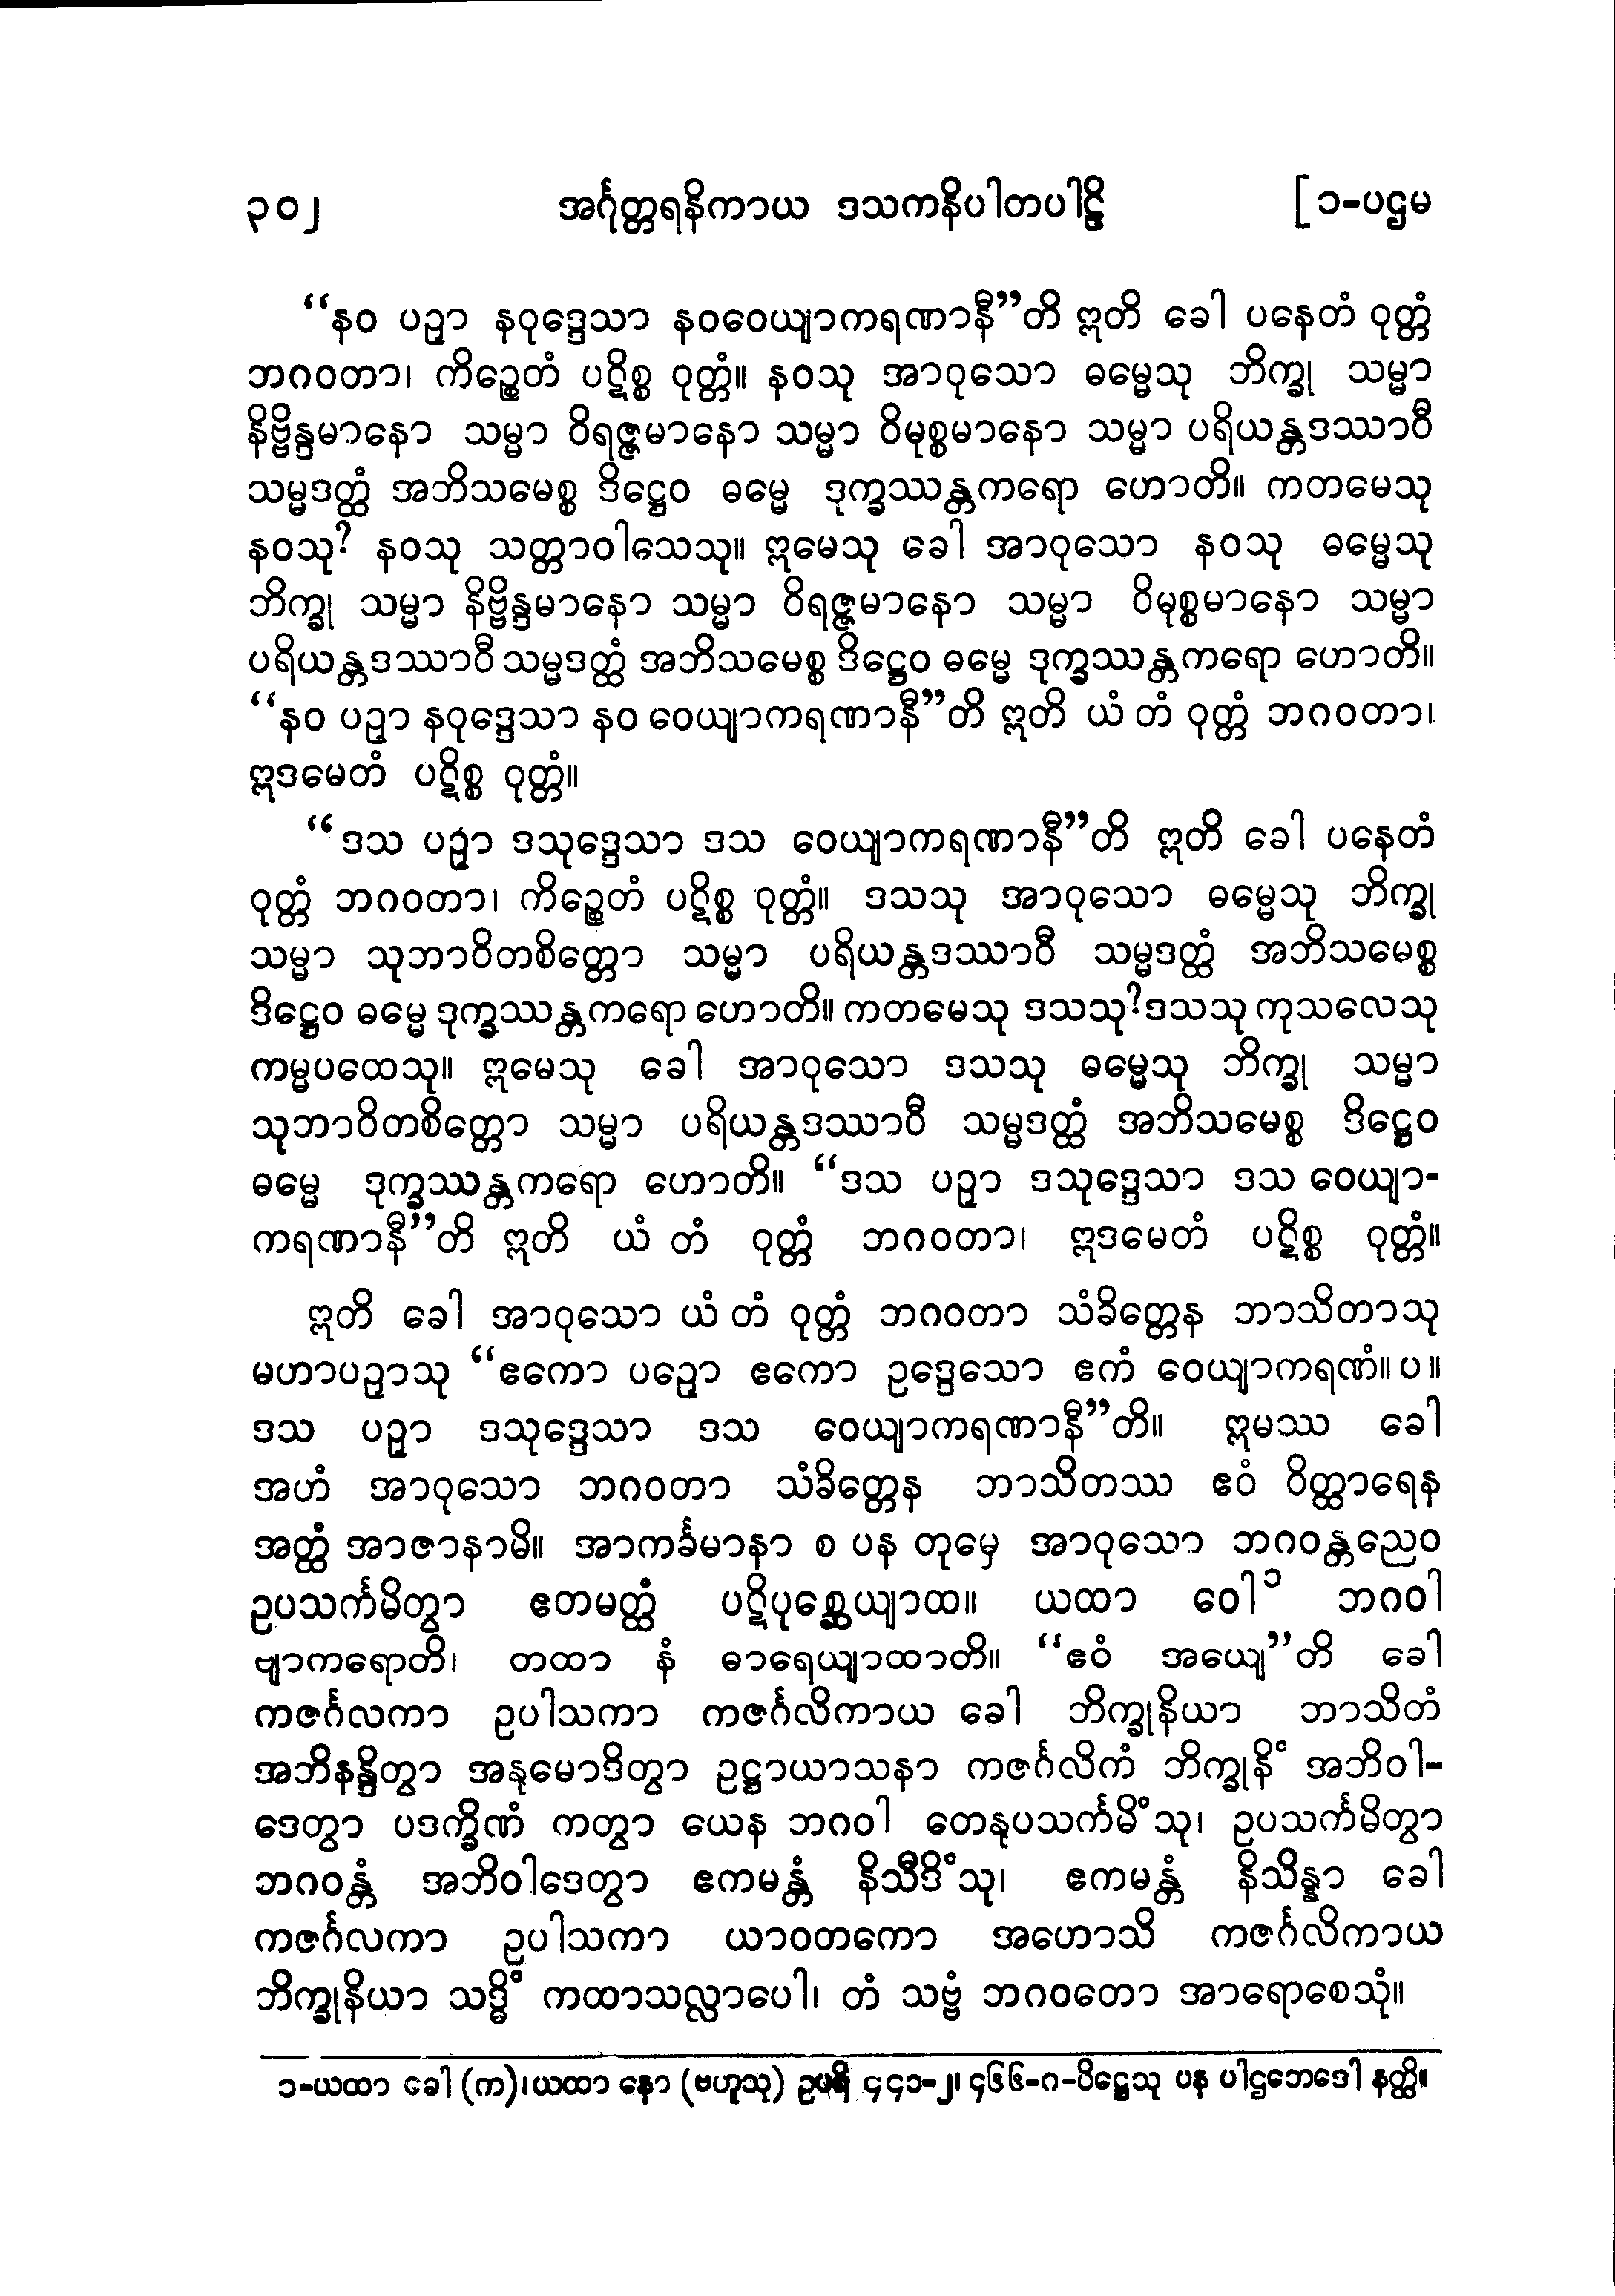 ၃၀၂ အင်္ဂုတ္တရနိကာယ ဒသကနိပါတပါဠိ [ ၁-ပဌမ
“နဝ ပဉှာ နဝုဒ္ဒေသာ နဝဝေယျာကရဏာနီ”တိ ဣတိ ခေါ ပနေတံ ဝုတ္တံ
ဘဂဝတာ၊ ကိဉ္စေတံ ပဋိစ္စ ဝုတ္တံ။ နဝသု အာဝုသော ဓမ္မေသု ဘိက္ခု သမ္မာ
နိဗ္ဗိန္ဒမာနော သမ္မာ ဝိရဇ္ဇမာနော သမ္မာ ဝိမုစ္စမာနော သမ္မာ ပရိယန္တဒဿာဝီ
သမ္မဒတ္ထံ အဘိသမေစ္စ ဒိဋ္ဌေဝ ဓမ္မေ ဒုက္ခဿန္တကရော ဟောတိ။ ကတမေသု
နဝသု? နဝသု သတ္တာဝါသေသု။ ဣမေသု ခေါ အာဝုသော နဝသု ဓမ္မေသု
ဘိက္ခု သမ္မာ နိဗ္ဗိန္ဒမာနော သမ္မာ ဝိရဇ္ဇမာနော သမ္မာ ဝိမုစ္စမာနော သမ္မာ
ပရိယန္တဒဿာဝီ သမ္မဒတ္ထံ အဘိသမေစ္စ ဒိဋ္ဌေဝ ဓမ္မေ ဒုက္ခဿန္တကရော ဟောတိ။
“နဝ ပဉှာ နဝုဒ္ဒေသာ နဝ ဝေယျာကရဏာနီ”တိ ဣတိ ယံ တံ ဝုတ္တံ ဘဂဝတာ၊
ဣဒမေတံ ပဋိစ္စ ဝုတ္တံ။
“ဒသ ပဉှာ ဒသုဒ္ဒေသာ ဒသ ဝေယျာကရဏာနီ”တိ ဣတိ ခေါ ပနေတံ
ဝုတ္တံ ဘဂဝတာ၊ ကိဉ္စေတံ ပဋိစ္စ ဝုတ္တံ။ ဒသသု အာဝုသော ဓမ္မေသု ဘိက္ခု
သမ္မာ သုဘာဝိတစိတ္တော သမ္မာ ပရိယန္တဒဿာဝီ သမ္မဒတ္ထံ အဘိသမေစ္စ
ဒိဋ္ဌေဝ ဓမ္မေ ဒုက္ခဿန္တကရော ဟောတိ။ ကတမေသု ဒသသု?ဒသသု ကုသလေသု
ကမ္မပထေသု။ ဣမေသု ခေါ အာဝုသော ဒသသု ဓမ္မေသု ဘိက္ခု သမ္မာ
သုဘာဝိတစိတ္တော သမ္မာ ပရိယန္တဒဿာဝီ သမ္မဒတ္ထံ အဘိသမေစ္စ ဒိဋ္ဌေဝ
ဓမ္မေ ဒုက္ခဿန္တကရော ဟောတိ။ “ဒသ ပဉှာ ဒသုဒ္ဒေသာ ဒသ ဝေယျာ-
ကရဏာနီ”တိ ဣတိ ယံ တံ ဝုတ္တံ ဘဂဝတာ၊ ဣဒမေတံ ပဋိစ္စ ဝုတ္တံ။
ဣတိ ခေါ အာဝုသော ယံ တံ ဝုတ္တံ ဘဂဝတာ သံခိတ္တေန ဘာသိတာသု
မဟာပဉှာသု “ဧကော ပဉှော ဧကော ဥဒ္ဒေသော ဧကံ ဝေယျာကရဏံ။ ပ။
ဒသ ပဉှာ ဒသုဒ္ဒေသာ ဒသ ဝေယျာကရဏာနီ”တိ။ ဣမဿ ခေါ
အဟံ အာဝုသော ဘဂဝတာ သံခိတ္တေန ဘာသိတဿ ဧဝံ ဝိတ္ထာရေန
အတ္ထံ အာဇာနာမိ။ အာကင်္ခမာနာ စ ပန တုမှေ အာဝုသော ဘဂဝန္တညေဝ
ဥပသင်္ကမိတွာ ဧတမတ္ထံ ပဋိပုစ္ဆေယျာထ။ ယထာ ဝေါ၁ ဘဂဝါ
ဗျာကရောတိ၊ တထာ နံ ဓာရေယျာထာတိ။ “ဧဝံ အယျေ”တိ ခေါ
ကဇင်္ဂလကာ ဥပါသကာ ကဇင်္ဂလိကာယ ခေါ ဘိက္ခုနိယာ ဘာသိတံ
အဘိနန္ဒိတွာ အနုမောဒိတွာ ဥဋ္ဌာယာသနာ ကဇင်္ဂလိကံ ဘိက္ခုနိံ အဘိဝါ-
ဒေတွာ ပဒက္ခိဏံ ကတွာ ယေန ဘဂဝါ တေနုပသင်္ကမိံသု၊ ဥပသင်္ကမိတွာ
ဘဂဝန္တံ အဘိဝါဒေတွာ ဧကမန္တံ နိသီဒိံသု၊ ဧကမန္တံ နိသိန္နာ ခေါ
ကဇင်္ဂလကာ ဥပါသကာ ယာဝတကော အဟောသိ ကဇင်္ဂလိကာယ
ဘိက္ခုနိယာ သဒ္ဓိံ ကထာသလ္လာပေါ၊ တံ သဗ္ဗံ ဘဂဝတော အာရောစေသုံ။
၁-ယထာ ခေါ (က)၊ယထာ နော (ဗဟူသု) ဥပရိ ၄၄၁-၂၊ ၄၆၆-ဂ-ပိဋ္ဌေသု ပန ပါဌဘေဒေါ နတ္ထိ။